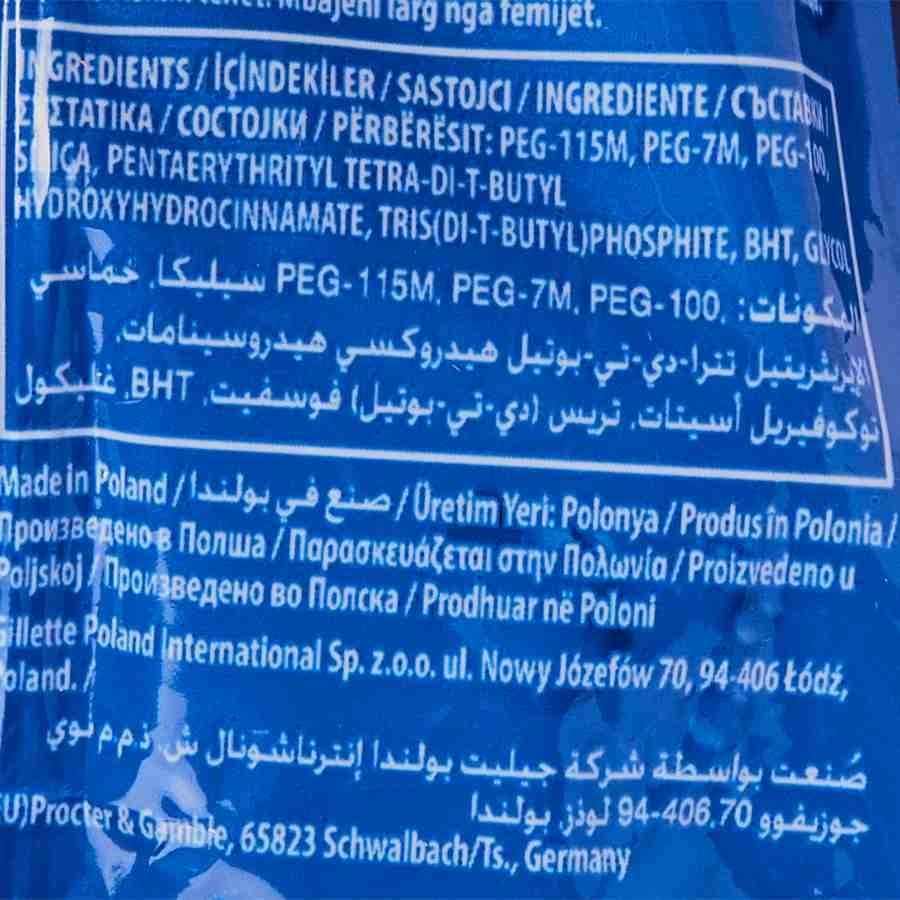 Mbajeni larg nga fëmijët.
INGREDIENTS / İÇİNDEKİLER / SASTOJCI / INGREDIENTE / СЪСТАВКИ /
ΣΥΣΤΑΤΙΚΑ / СОСТОЈКИ / PËRBËRËSIT: PEG-115M, PEG-7M, PEG-100,
SILICA, PENTAERYTHRITYL TETRA-DI-T-BUTYL
HYDROXYHYDROCINNAMATE, TRIS(DI-T-BUTYL)PHOSPHITE, BHT, GLYCOL
المكونات: PEG-115M, PEG-7M, PEG-100, سيليكا, خماسي
الإريثريتيل تترا-دي-تي-بوتيل هيدروكسي هيدروسينامات,
توكوفيريل أسيتات, تريس (دي-تي-بوتيل) فوسفيت, BHT, غليكول
Made in Poland / صنع في بولندا / Üretim Yeri: Polonya / Produs în Polonia /
Произведено в Полша / Παρασκευάζεται στην Πολωνία / Proizvedeno u
Poljskoj / Произведено во Полска / Prodhuar në Poloni
Gillette Poland International Sp. z.o.o. ul. Nowy Józefów 70, 94-406 Łódź,
Poland. /
صُنعت بواسطة شركة جيليت بولندا إنترناشونال ش.ذ.م.م نوي
جوزيفوو 70, 94-406 لودز, بولندا
(EU)Procter & Gamble, 65823 Schwalbach/Ts., Germany